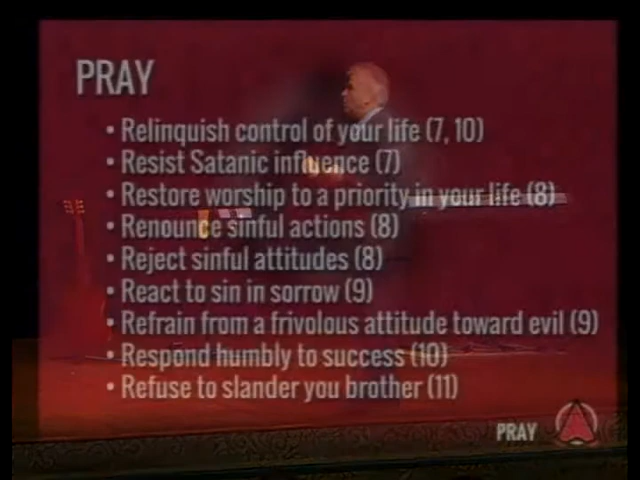 PRAY
• Relinquish control of your life (7, 10)
• Resist Satanic influence (7)
• Restore worship to a priority in your life (8)
• Renounce sinful actions (8)
• Reject sinful attitudes (8)
• React to sin in sorrow (9)
• Refrain from a frivolous attitude toward evil (9)
• Respond humbly to success (10)
• Refuse to slander you brother (11)
PRAY